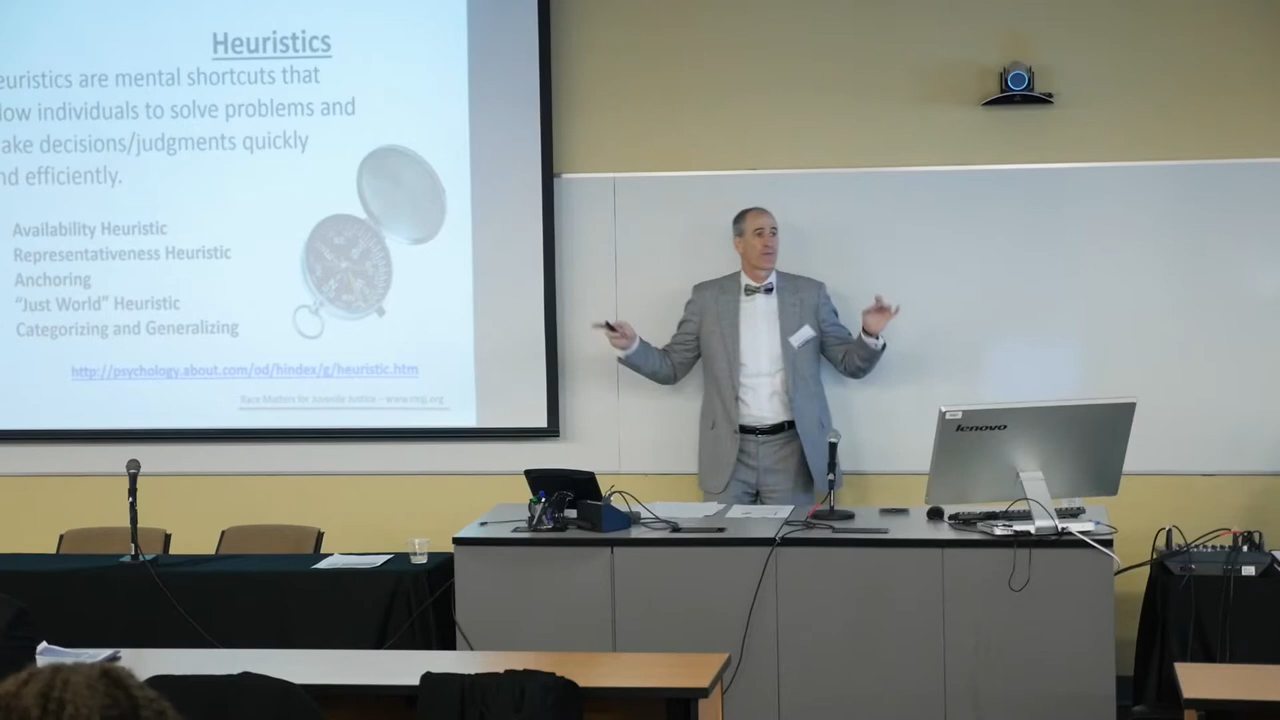 Heuristics
euristics are mental shortcuts that
low individuals to solve problems and
ake decisions/judgments quickly
nd efficiently.
Availability Heuristic
Representativeness Heuristic
Anchoring
“Just World” Heuristic
Categorizing and Generalizing
http://psychology.about.com/od/hindex/g/heuristic.htm
Race Matters for Juvenile Justice – www.rmjj.org
lenovo